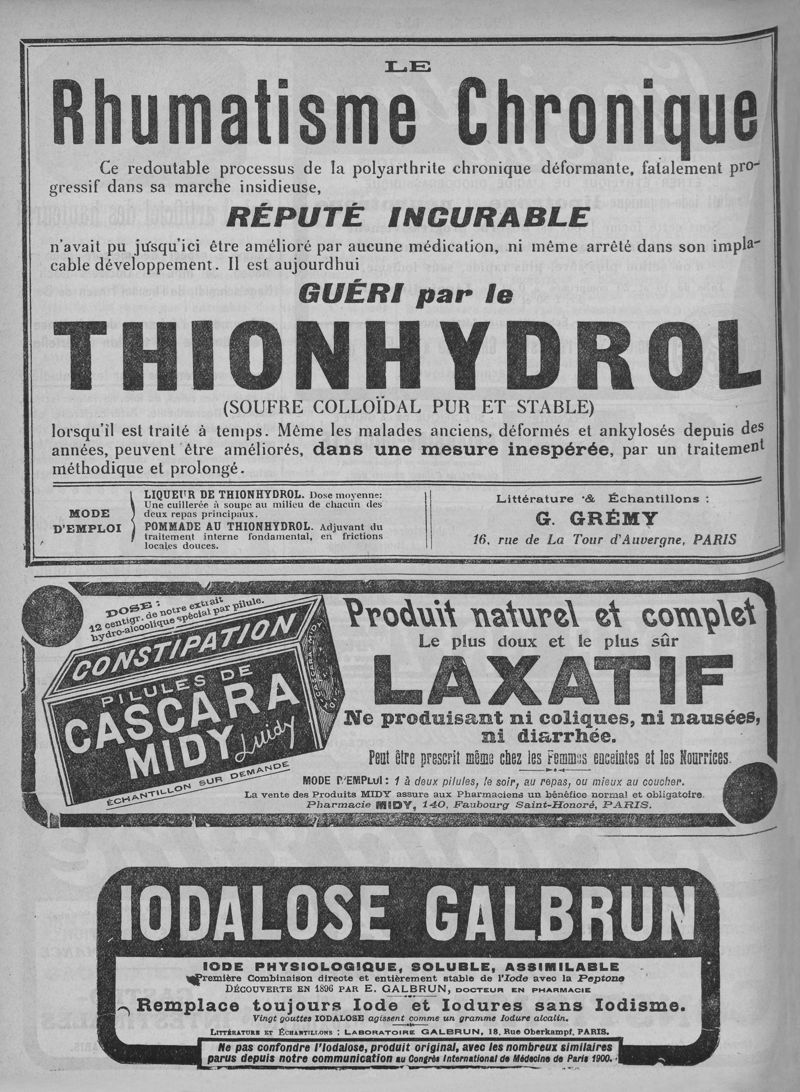 LE
Rhumatisme Chronique
Ce redoutable processus de la polyarthrite chronique déformante, fatalement pro-
gressif dans sa marche insidieuse,
RÉPUTÉ INCURABLE
n'avait pu jusqu'ici être amélioré par aucune médication, ni même arrêté dans son impla-
cable développement. Il est aujourd'hui
GUÉRI par le
THIONHYDROL
(SOUFRE COLLOÏDAL PUR ET STABLE)
lorsqu'il est traité à temps. Même les malades anciens, déformés et ankylosés depuis des
années, peuvent être améliorés, dans une mesure inespérée, par un traitement
méthodique et prolongé.
MODE
D'EMPLOI
LIQUEUR DE THIONHYDROL. Dose moyenne:
Une cuillerée à soupe au milieu de chacun des
deux repas principaux.
POMMADE AU THIONHYDROL. Adjuvant du
traitement interne fondamental, en frictions
locales douces.
Littérature & Échantillons :
G. GRÉMY
16, rue de La Tour d'Auvergne, PARIS
DOSE :
12 centigr. de notre extrait
hydro-alcoolique spécial par pilule.
CONSTIPATION
PILULES DE
CASCARA
MIDY
Midy
CASCARA MIDY
ÉCHANTILLON SUR DEMANDE
Produit naturel et complet
Le plus doux et le plus sûr
LAXATIF
Ne produisant ni coliques, ni nausées,
ni diarrhée.
Peut être prescrit même chez les Femmes enceintes et les Nourrices.
MODE D'EMPLOI : 1 à deux pilules, le soir, au repas, ou mieux au coucher.
La vente des Produits MIDY assure aux Pharmaciens un bénéfice normal et obligatoire.
Pharmacie MIDY, 140, Faubourg Saint-Honoré, PARIS.
IODALOSE GALBRUN
IODE PHYSIOLOGIQUE, SOLUBLE, ASSIMILABLE
Première Combinaison directe et entièrement stable de l'Iode avec la Peptone
DÉCOUVERTE EN 1896 PAR E. GALBRUN, DOCTEUR EN PHARMACIE
Remplace toujours Iode et Iodures sans Iodisme.
Vingt gouttes IODALOSE agissent comme un gramme Iodure alcalin.
LITTÉRATURE ET ÉCHANTILLONS : LABORATOIRE GALBRUN, 18, Rue Oberkampf, PARIS.
Ne pas confondre l'Iodalose, produit original, avec les nombreux similaires
parus depuis notre communication au Congrès International de Médecine de Paris 1900.